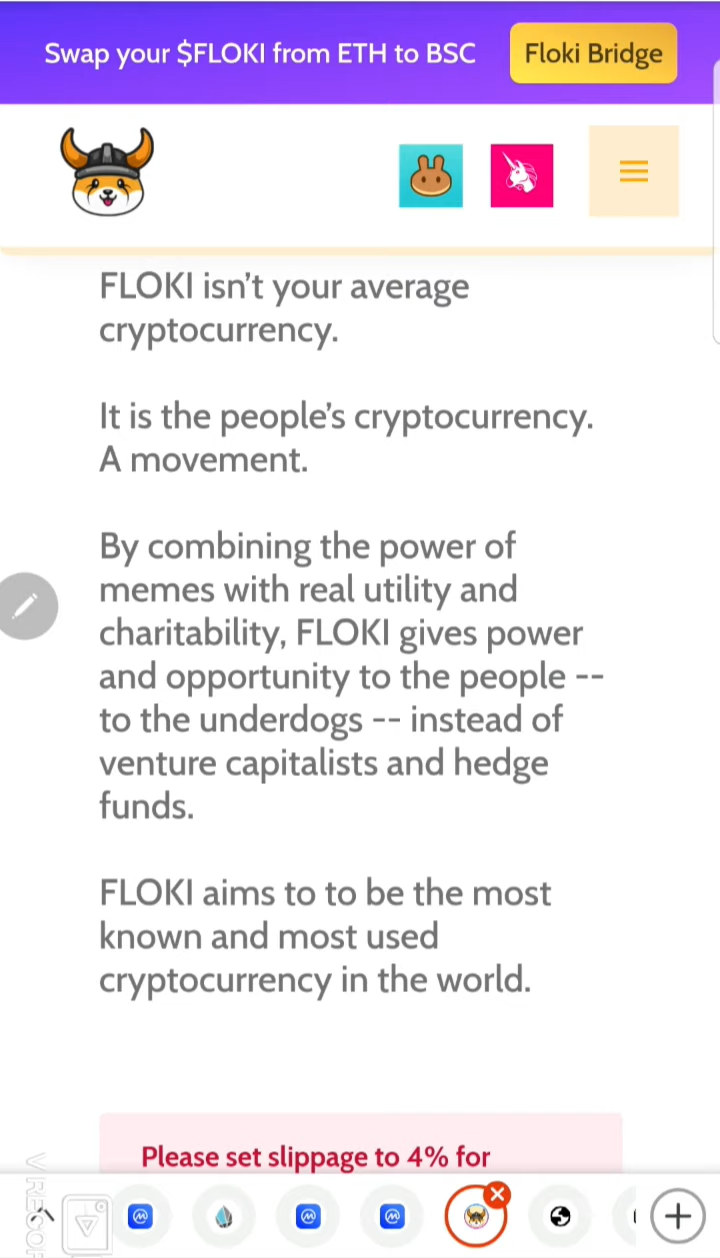 Swap your $FLOKI from ETH to BSC
Floki Bridge
FLOKI isn't your average
cryptocurrency.
It is the people's cryptocurrency.
A movement.
By combining the power of
memes with real utility and
charitability, FLOKI gives power
and opportunity to the people --
to the underdogs -- instead of
venture capitalists and hedge
funds.
FLOKI aims to to be the most
known and most used
cryptocurrency in the world.
Please set slippage to 4% for